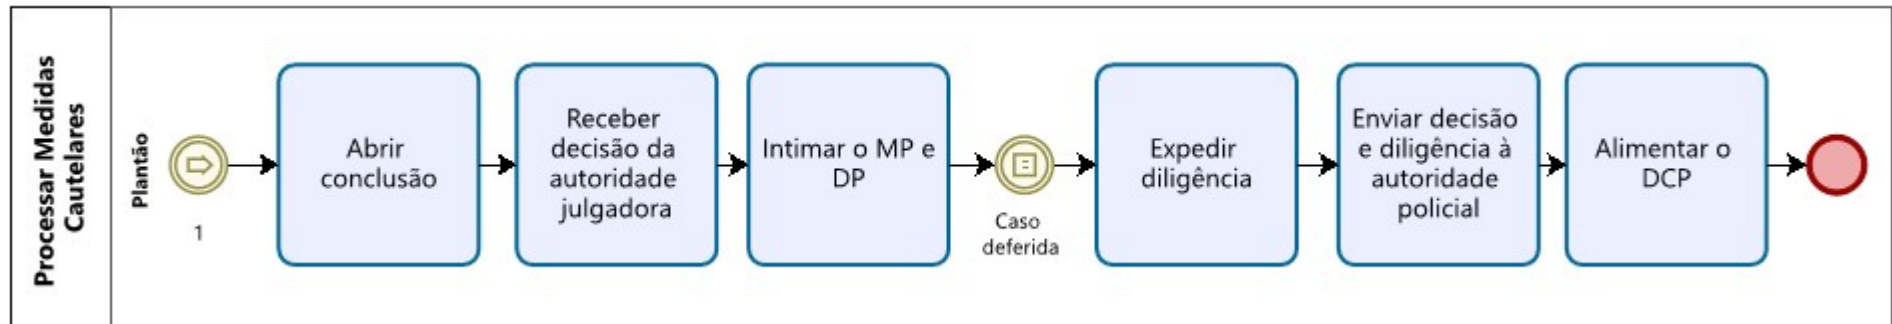 Processar Medidas
Cautelares
Plantão
1
Abrir
conclusão
Receber
decisão da
autoridade
julgadora
Intimar o MP e
DP
Caso
deferida
Expedir
diligência
Enviar decisão
e diligência à
autoridade
policial
Alimentar o
DCP